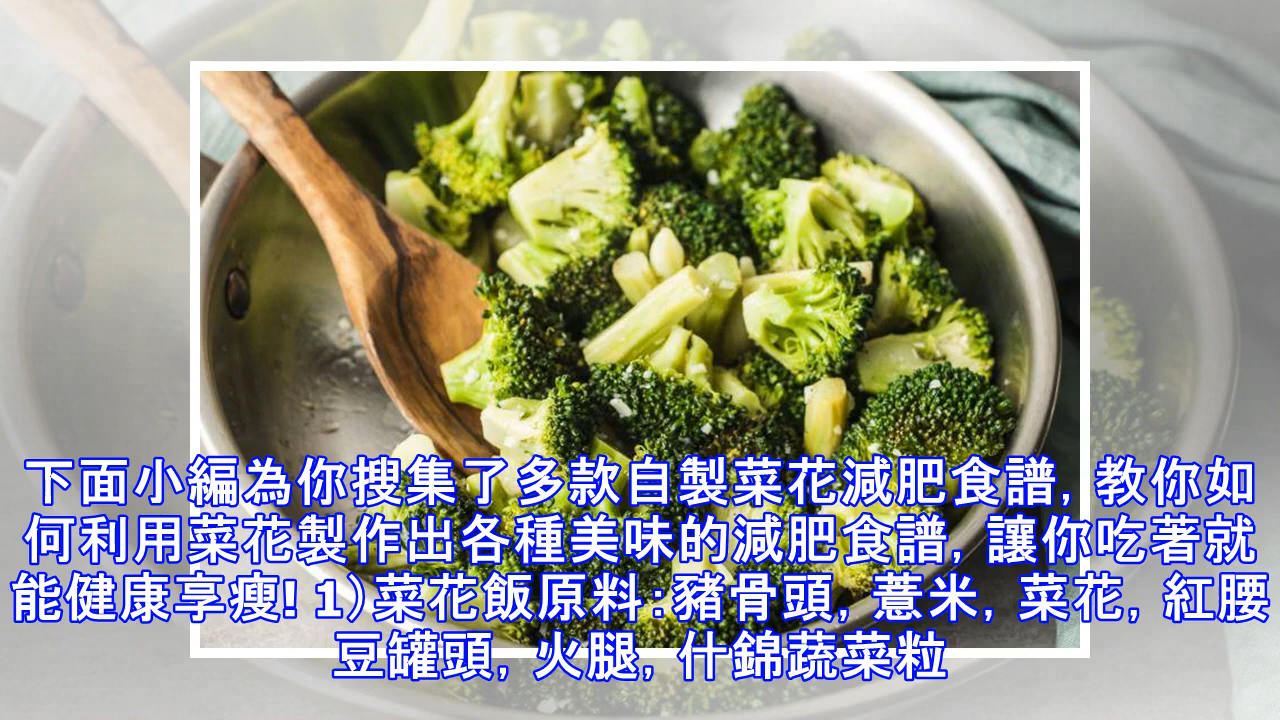 下面小編為你搜集了多款自製菜花減肥食譜, 教你如
何利用菜花製作出各種美味的減肥食譜, 讓你吃著就
能健康享瘦! 1)菜花飯原料:豬骨頭, 薏米, 菜花, 紅腰
豆罐頭, 火腿, 什錦蔬菜粒